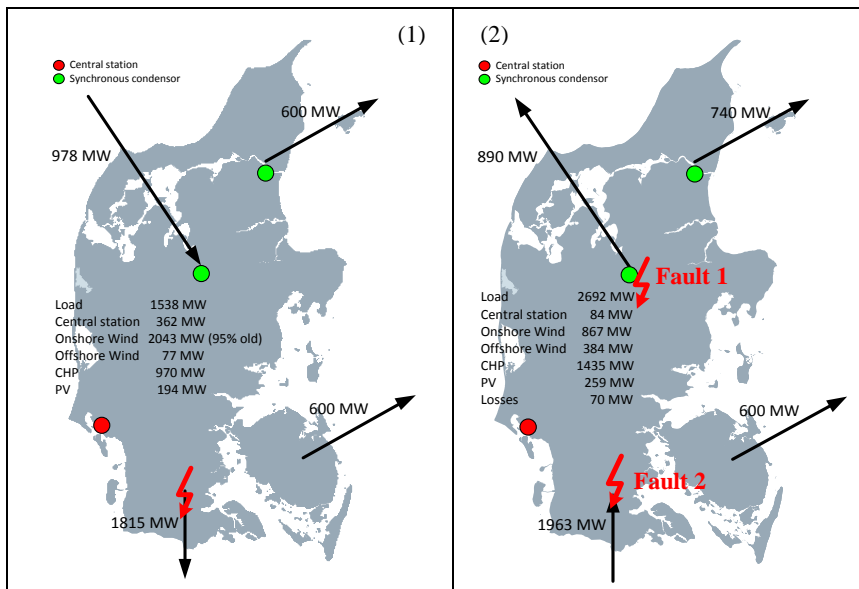 (1)
Central station
Synchronous condensor
600 MW
978 MW
Load 1538 MW
Central station 362 MW
Onshore Wind 2043 MW (95% old)
Offshore Wind 77 MW
CHP 970 MW
PV 194 MW
600 MW
1815 MW
(2)
Central station
Synchronous condensor
740 MW
890 MW
Fault 1
Load 2692 MW
Central station 84 MW
Onshore Wind 867 MW
Offshore Wind 384 MW
CHP 1435 MW
PV 259 MW
Losses 70 MW
600 MW
Fault 2
1963 MW